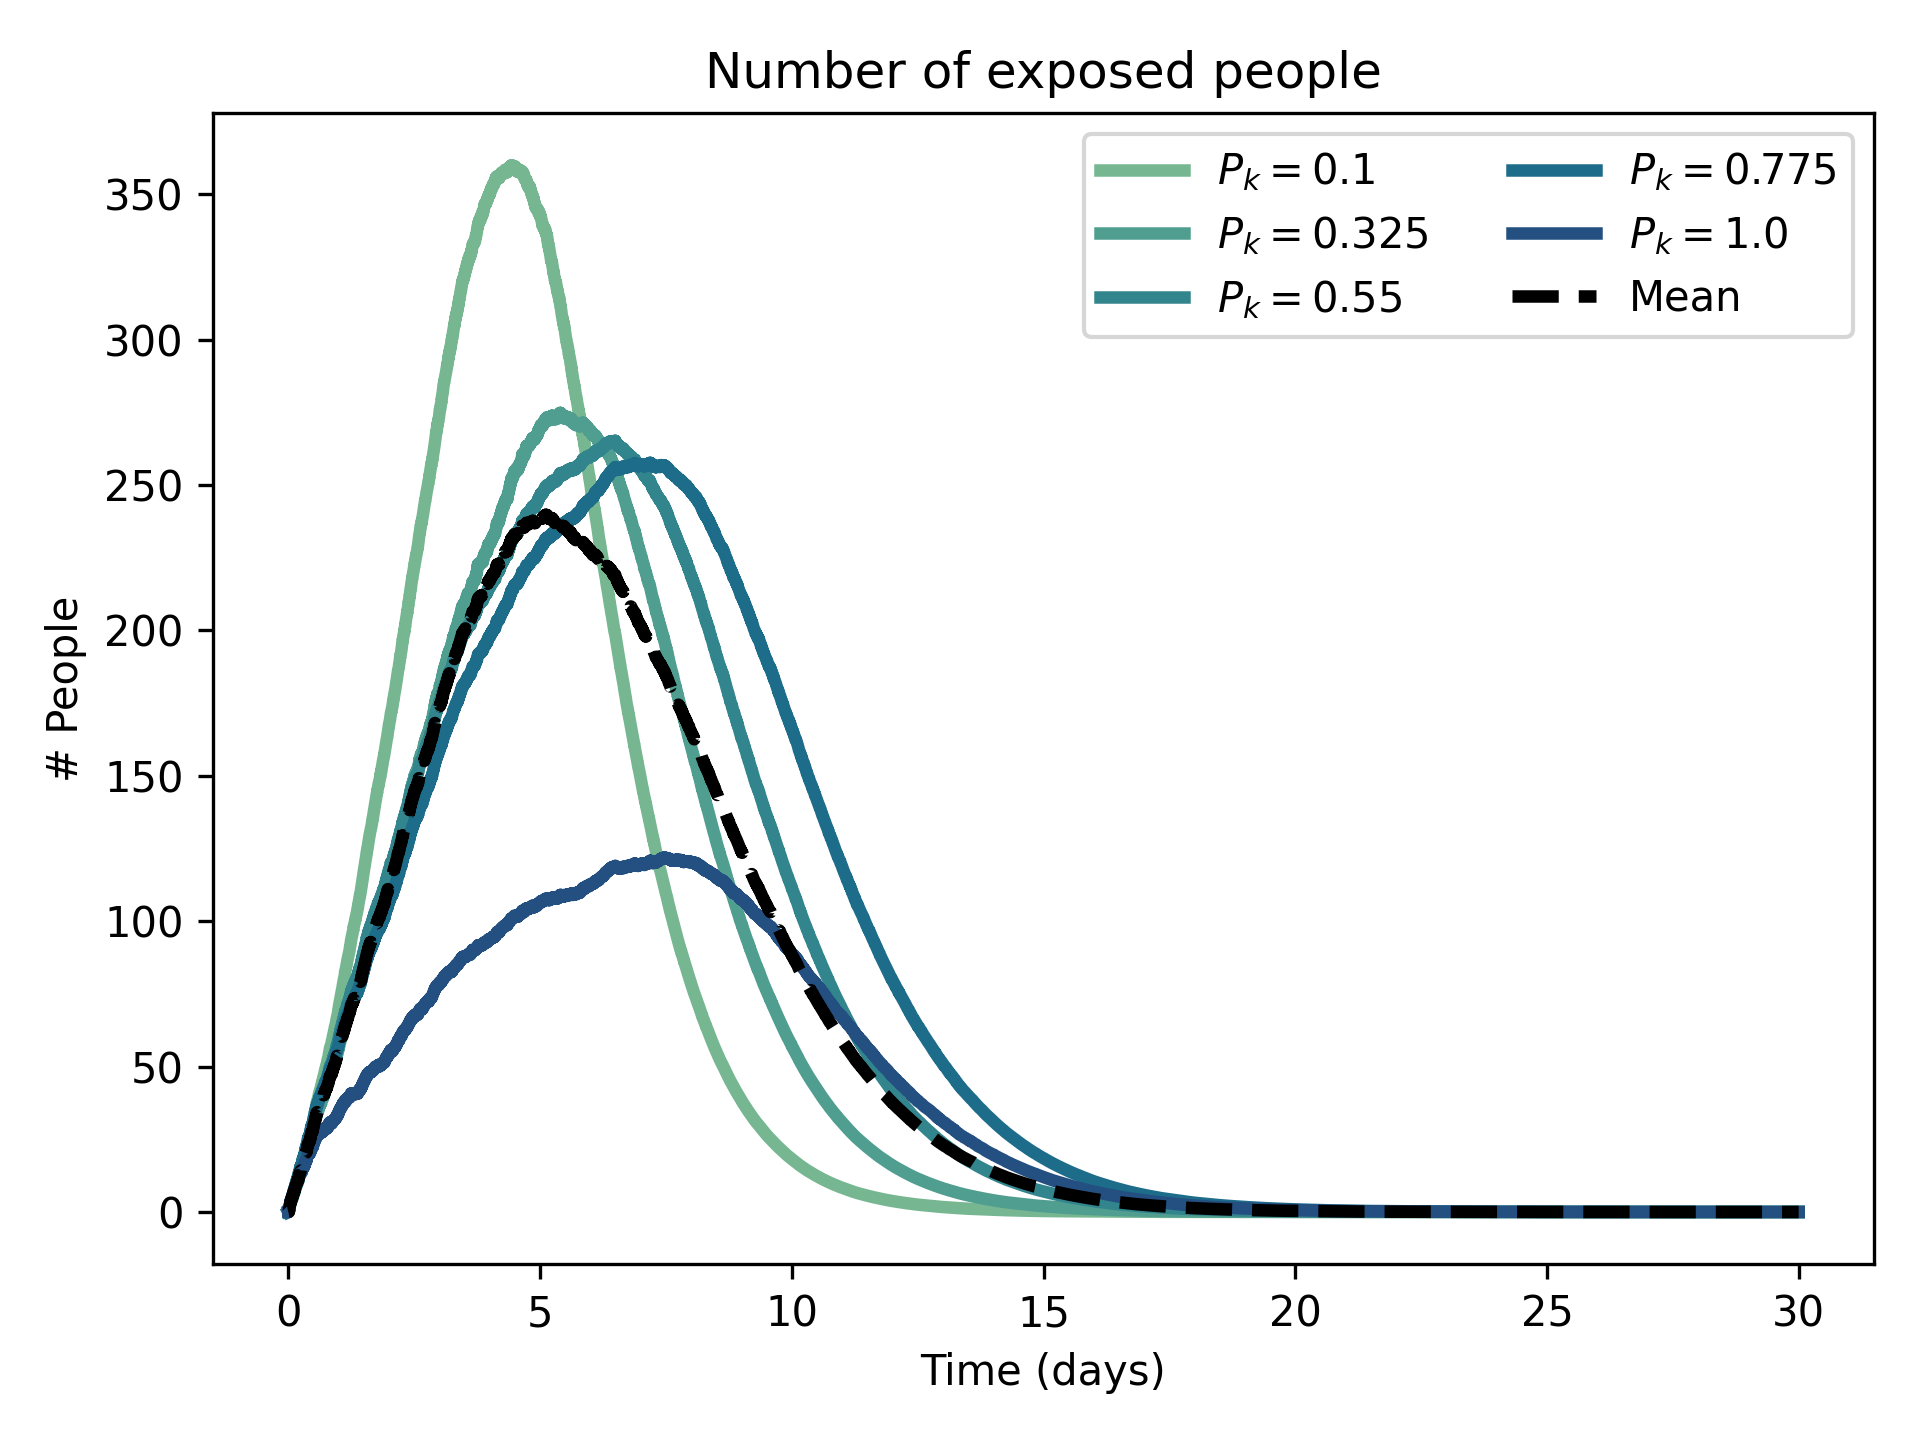 Number of exposed people
P_k = 0.1
P_k = 0.325
P_k = 0.55
P_k = 0.775
P_k = 1.0
Mean
# People
350
300
250
200
150
100
50
0
0 5 10 15 20 25 30
Time (days)